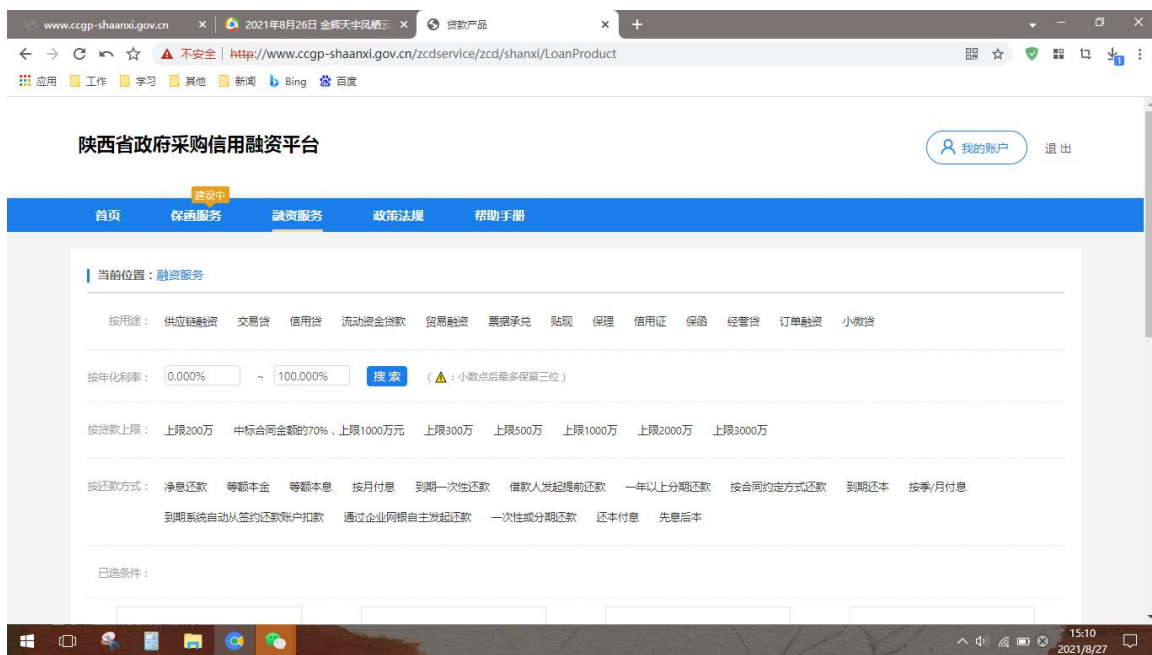 www.ccgp-shaanxi.gov.cn 2021年8月26日 金辉天宇凤栖云 贷款产品
不安全 http://www.ccgp-shaanxi.gov.cn/zcdservice/zcd/shanxi/LoanProduct
应用 工作 学习 其他 新闻 Bing 百度
陕西省政府采购信用融资平台
我的账户 退出
建设中
首页 保函服务 融资服务 政策法规 帮助手册
当前位置：融资服务
按用途： 供应链融资 交易贷 信用贷 流动资金贷款 贸易融资 票据承兑 贴现 保理 信用证 保函 经营贷 订单融资 小微贷
按年化利率： 0.000% ~ 100.000% 搜索 （ ：小数点后最多保留三位）
按贷款上限： 上限200万 中标合同金额的70%，上限1000万元 上限300万 上限500万 上限1000万 上限2000万 上限3000万
按还款方式： 净息还款 等额本金 等额本息 按月付息 到期一次性还款 借款人发起提前还款 一年以上分期还款 按合同约定方式还款 到期还本 按季/月付息
到期系统自动从签约还款账户扣款 通过企业网银自主发起还款 一次性或分期还款 还本付息 先息后本
已选条件：
15:10
2021/8/27